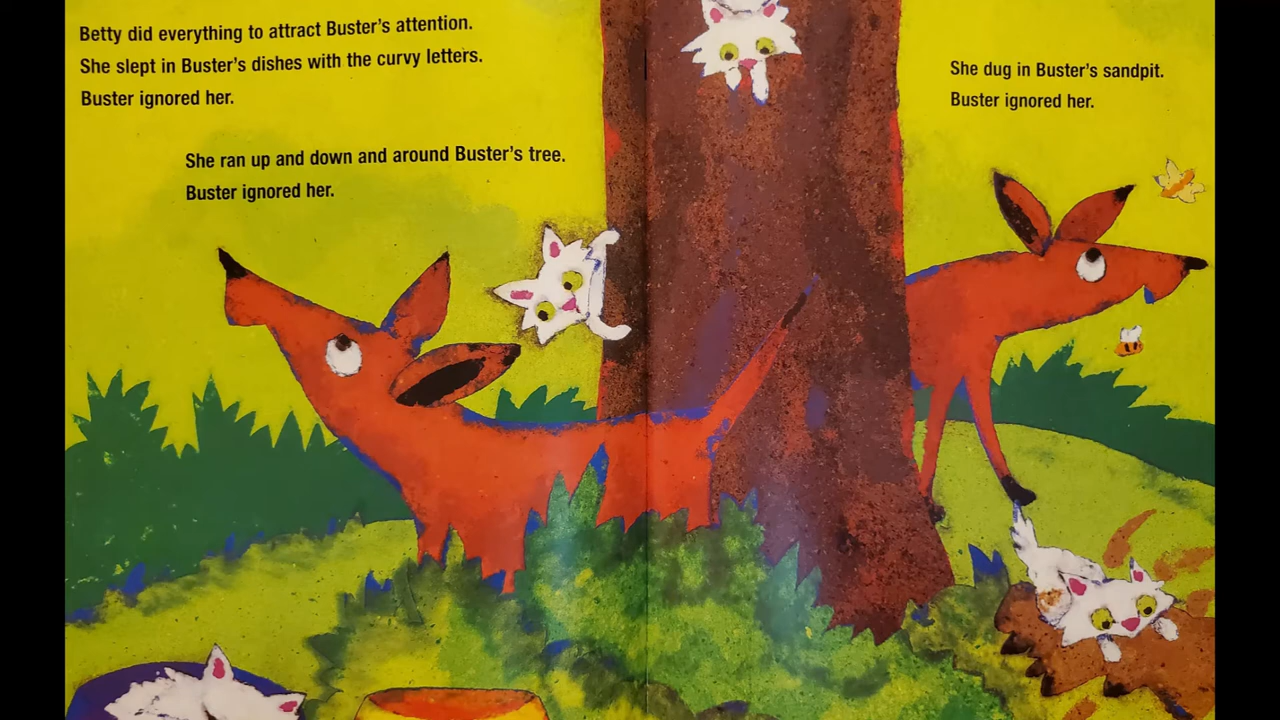 Betty did everything to attract Buster's attention.
She slept in Buster's dishes with the curvy letters.
Buster ignored her.
She ran up and down and around Buster's tree.
Buster ignored her.
She dug in Buster's sandpit.
Buster ignored her.